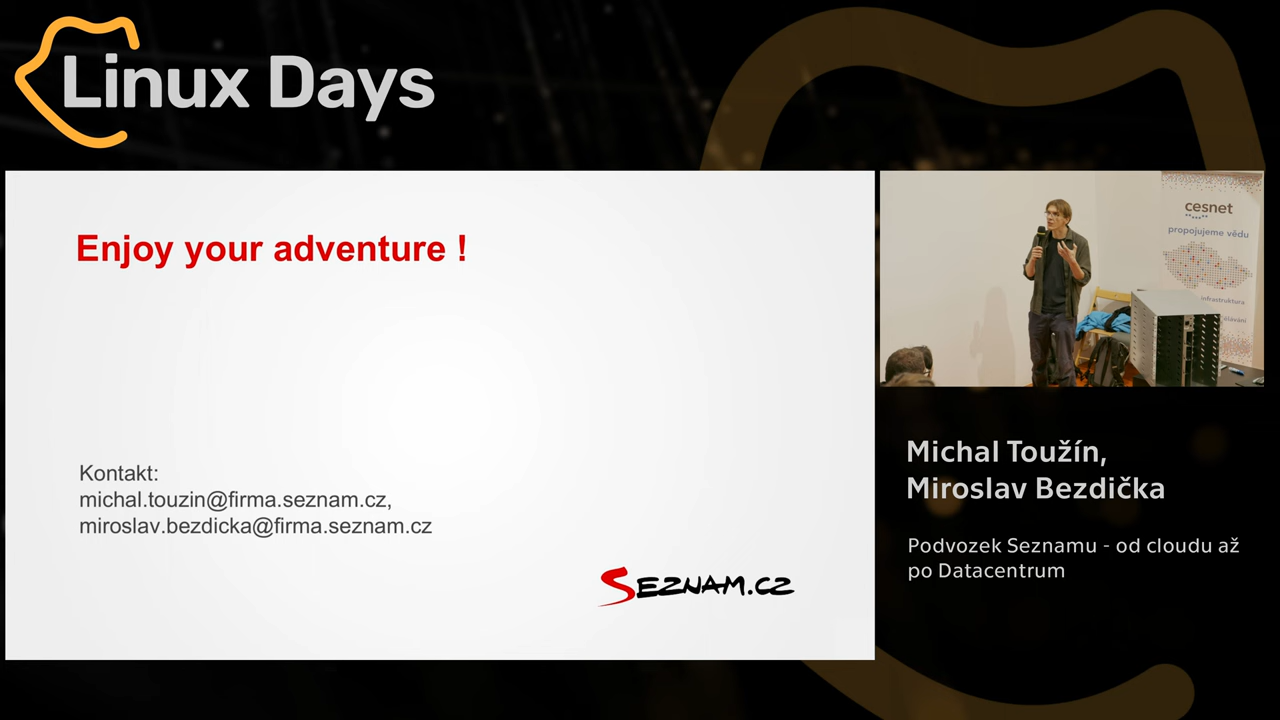 Linux Days
Enjoy your adventure !
Kontakt:
michal.touzin@firma.seznam.cz,
miroslav.bezdicka@firma.seznam.cz
SEZNAM.CZ
cesnet
propojujeme vědu
infrastruktura
Michal Toužín,
Miroslav Bezdička
Podvozek Seznamu - od cloudu až
po Datacentrum